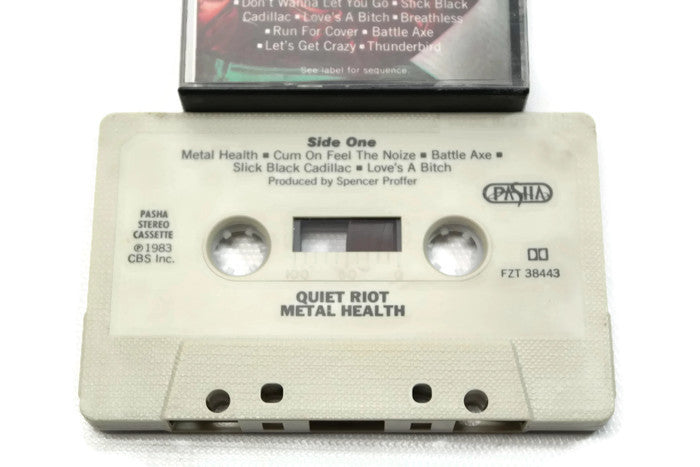 ▪ Don't Wanna Let You Go ▪ Slick Black
Cadillac ▪ Love's A Bitch ▪ Breathless
▪ Run For Cover ▪ Battle Axe
▪ Let's Get Crazy ▪ Thunderbird
See label for sequence.
Side One
Metal Health ▪ Cum On Feel The Noize ▪ Battle Axe ▪
Slick Black Cadillac ▪ Love's A Bitch
Produced by Spencer Proffer
PASHA
PASHA
STEREO
CASSETTE
℗ 1983
CBS Inc.
FZT 38443
100 50 0
QUIET RIOT
METAL HEALTH